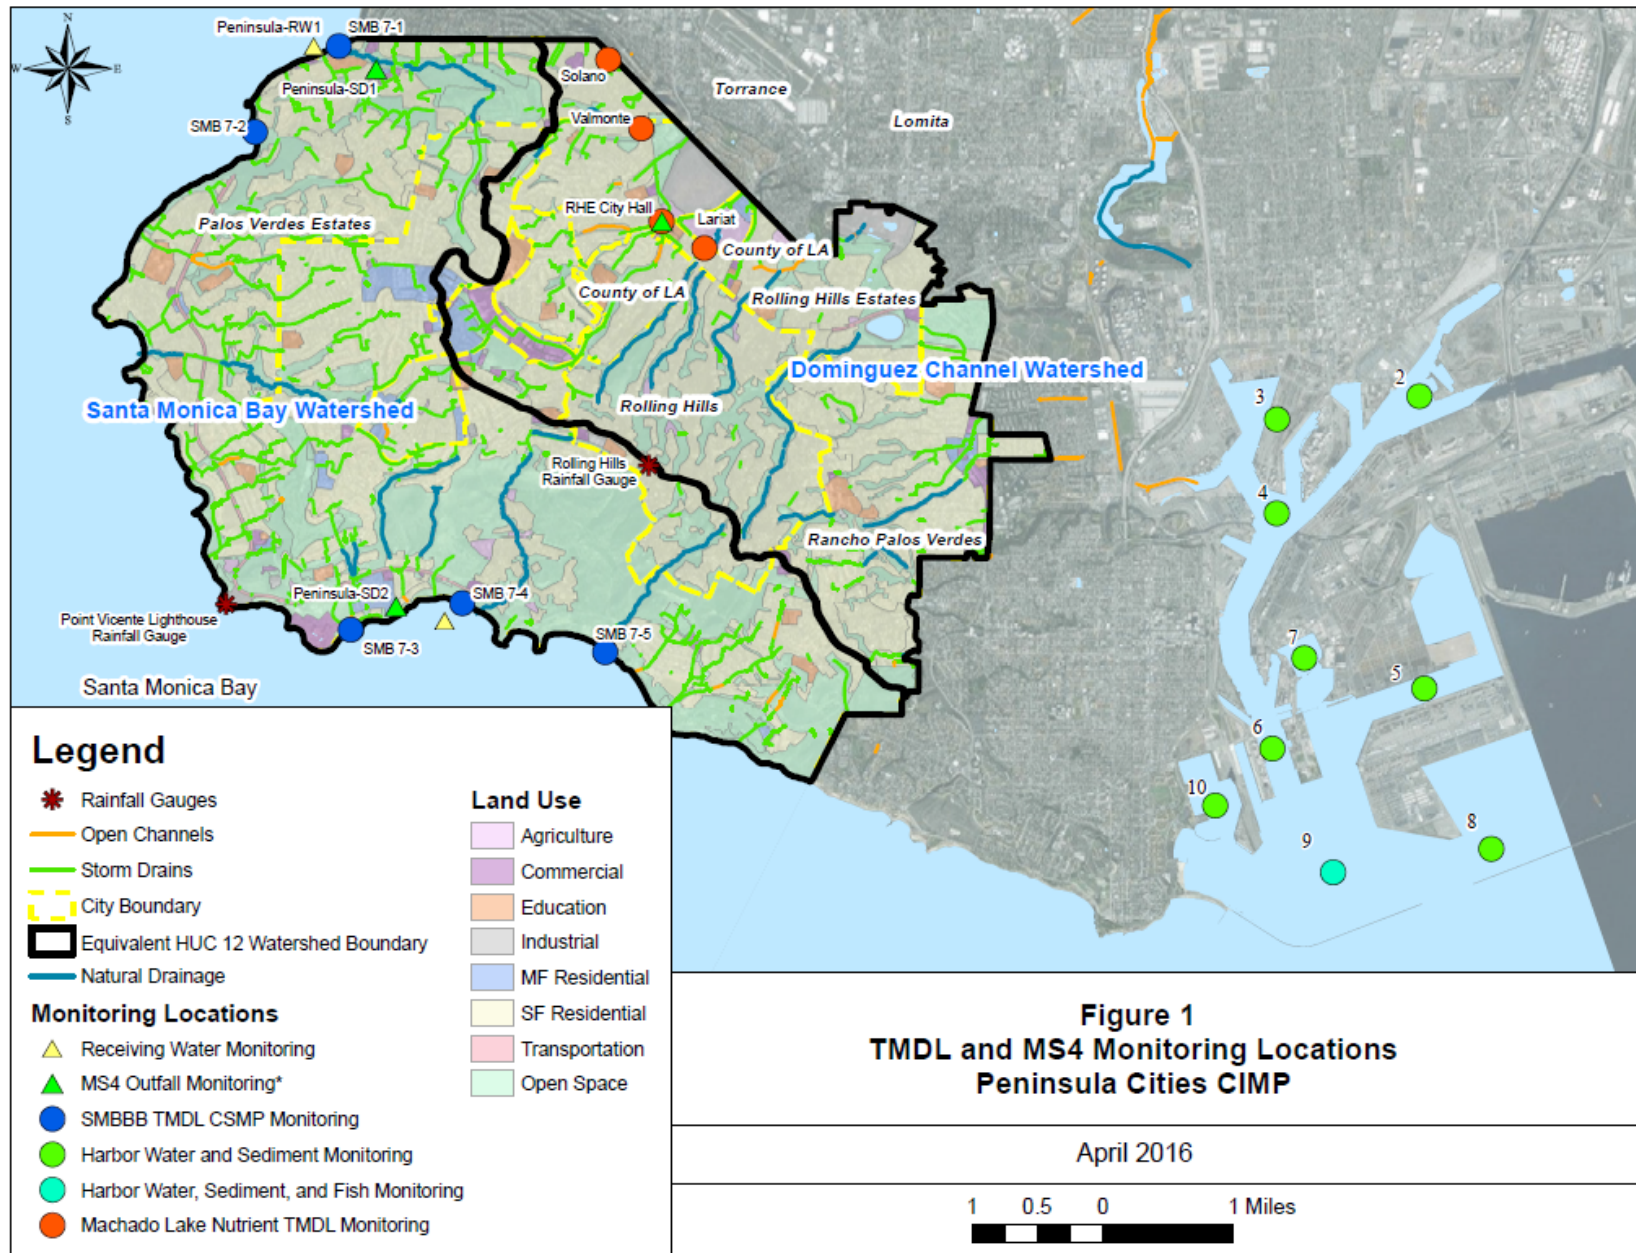 N
W
E
S
Peninsula-RW1
SMB 7-1
Peninsula-SD1
Solano
Torrance
Lomita
SMB 7-2
Valmonte
Palos Verdes Estates
RHE City Hall
Lariat
County of LA
County of LA
Rolling Hills Estates
Dominguez Channel Watershed
Santa Monica Bay Watershed
Rolling Hills
2
3
4
Rolling Hills
Rainfall Gauge
Rancho Palos Verdes
Peninsula-SD2
SMB 7-4
Point Vicente Lighthouse
Rainfall Gauge
SMB 7-3
SMB 7-5
7
5
6
10
9
8
Santa Monica Bay
Legend
Rainfall Gauges
Open Channels
Storm Drains
City Boundary
Equivalent HUC 12 Watershed Boundary
Natural Drainage
Monitoring Locations
Receiving Water Monitoring
MS4 Outfall Monitoring*
SMBBB TMDL CSMP Monitoring
Harbor Water and Sediment Monitoring
Harbor Water, Sediment, and Fish Monitoring
Machado Lake Nutrient TMDL Monitoring
Land Use
Agriculture
Commercial
Education
Industrial
MF Residential
SF Residential
Transportation
Open Space
Figure 1
TMDL and MS4 Monitoring Locations
Peninsula Cities CIMP
April 2016
1 0.5 0 1 Miles